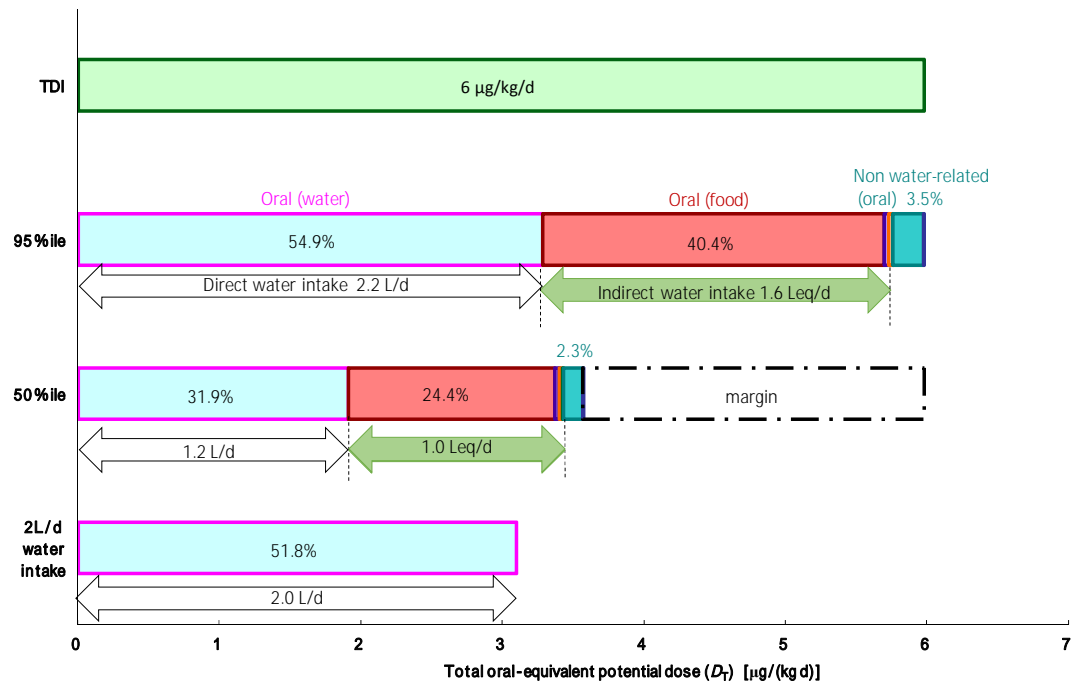 TDI
6 µg/kg/d
Non water-related
Oral (water)
Oral (food)
(oral) 3.5%
95%ile
54.9%
40.4%
Direct water intake 2.2 L/d
Indirect water intake 1.6 Leq/d
2.3%
50%ile
31.9%
24.4%
margin
1.2 L/d
1.0 Leq/d
2L/d
water
intake
51.8%
2.0 L/d
0 1 2 3 4 5 6 7
Total oral-equivalent potential dose (DT) [µg/(kg d)]